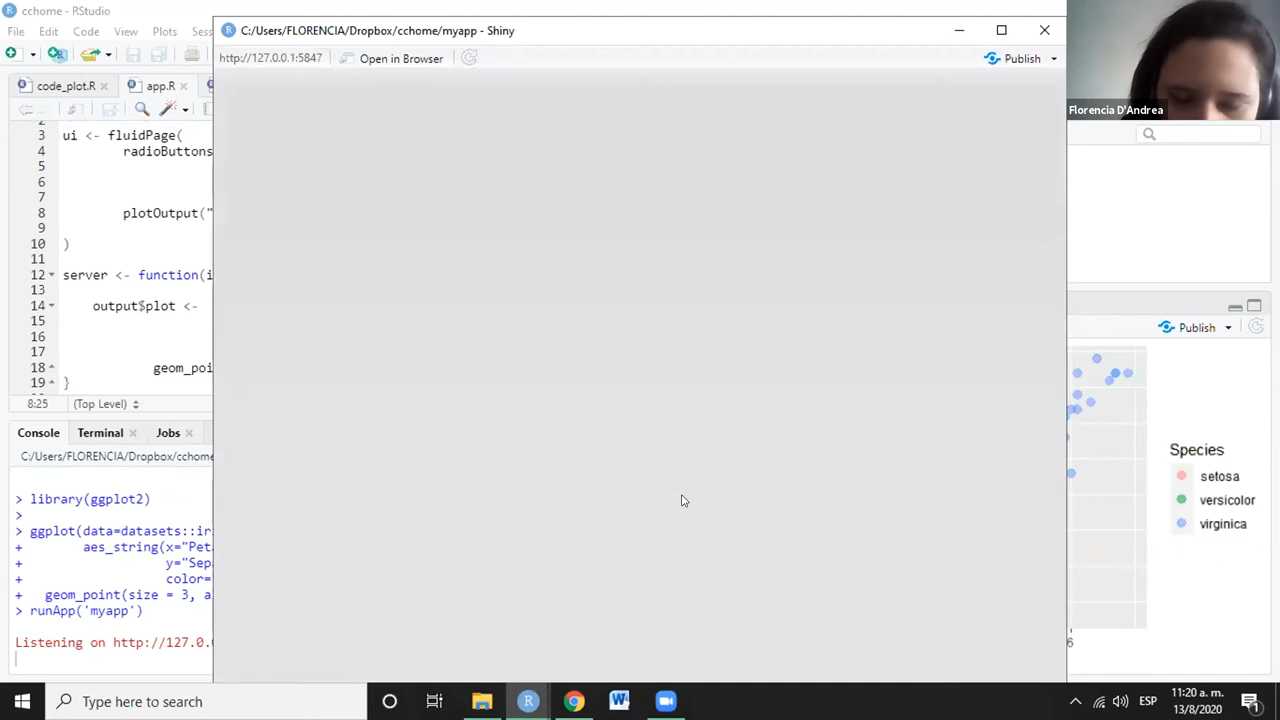 cchome - RStudio
C:/Users/FLORENCIA/Dropbox/cchome/myapp - Shiny
File Edit Code View Plots Sess
http://127.0.0.1:5847 Open in Browser Publish
code_plot.R app.R
Florencia D'Andrea
3 ui <- fluidPage(
4 radioButtons
5
6
7
8 plotOutput("
9
10 )
11
12 server <- function(i
13
14 output$plot <-
15
16
17
18 geom_poi
19 }
8:25 (Top Level)
Publish
Console Terminal Jobs
C:/Users/FLORENCIA/Dropbox/cchome
> library(ggplot2)
>
> ggplot(data=datasets::ir
+ aes_string(x="Pet
+ y="Sep
+ color=
+ geom_point(size = 3, a
> runApp('myapp')
Listening on http://127.0.
Species
setosa
versicolor
virginica
6
Type here to search
ESP
11:20 a. m.
13/8/2020
1